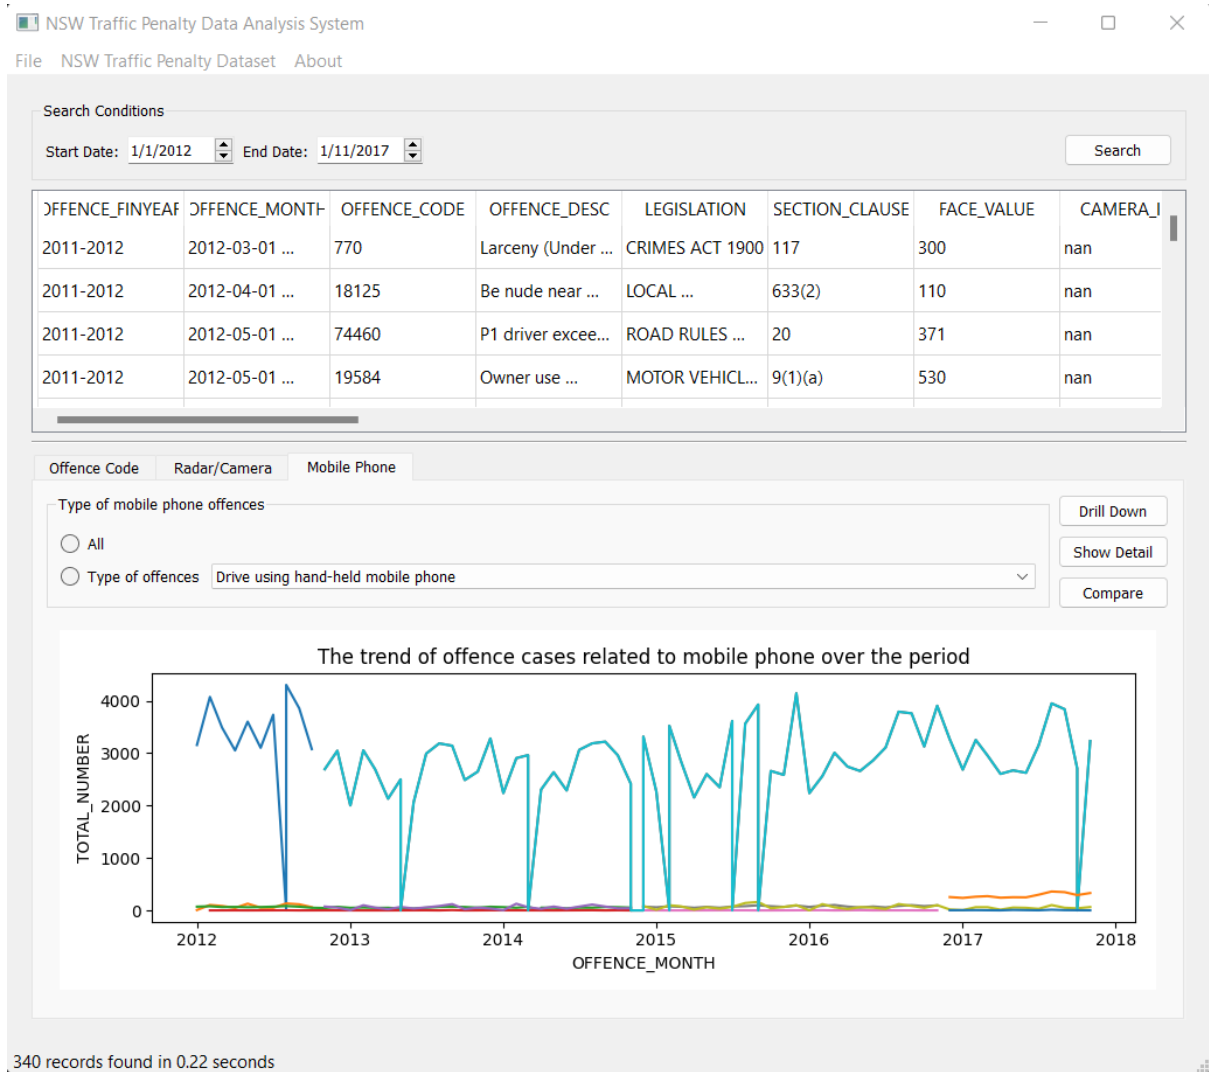 NSW Traffic Penalty Data Analysis System
File NSW Traffic Penalty Dataset About
Search Conditions
Start Date: 1/1/2012 End Date: 1/11/2017 Search
OFFENCE_FINYEAR OFFENCE_MONTH OFFENCE_CODE OFFENCE_DESC LEGISLATION SECTION_CLAUSE FACE_VALUE CAMERA_I
2011-2012 2012-03-01 ... 770 Larceny (Under ... CRIMES ACT 1900 117 300 nan
2011-2012 2012-04-01 ... 18125 Be nude near ... LOCAL ... 633(2) 110 nan
2011-2012 2012-05-01 ... 74460 P1 driver excee... ROAD RULES ... 20 371 nan
2011-2012 2012-05-01 ... 19584 Owner use ... MOTOR VEHICL... 9(1)(a) 530 nan
Offence Code Radar/Camera Mobile Phone
Type of mobile phone offences
All
Type of offences Drive using hand-held mobile phone
Drill Down
Show Detail
Compare
The trend of offence cases related to mobile phone over the period
TOTAL_NUMBER
4000
3000
2000
1000
0
2012 2013 2014 2015 2016 2017 2018
OFFENCE_MONTH
340 records found in 0.22 seconds